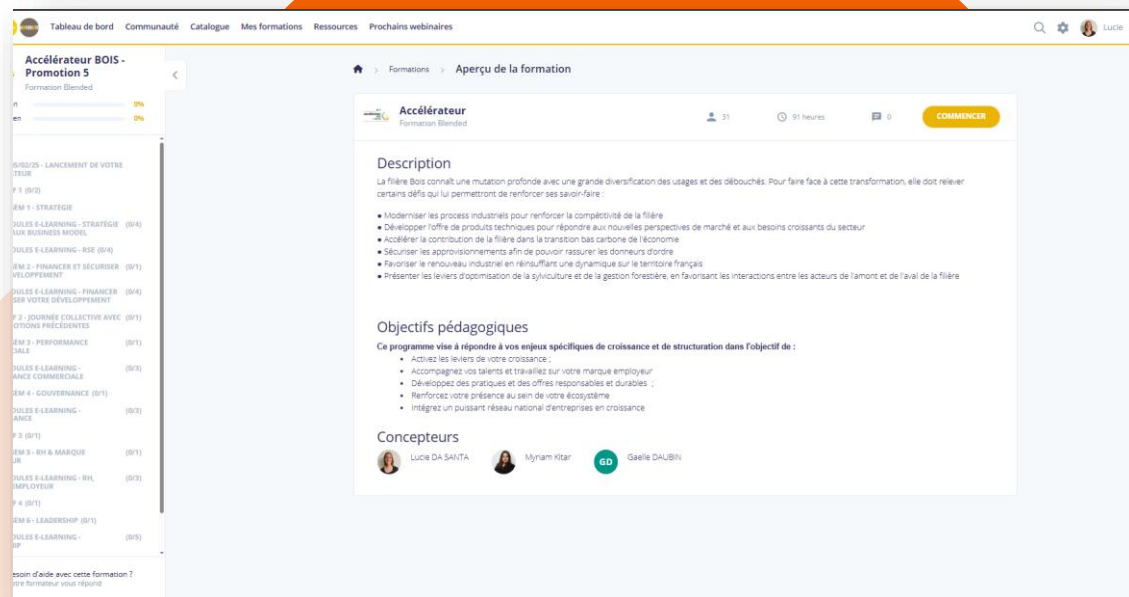 Tableau de bord Communauté Catalogue Mes formations Ressources Prochains webinaires
Lucie
Accélérateur BOIS -
Promotion 5
Formation Blended
0%
0%
05/02/25 - LANCEMENT DE VOTRE
1 (0/2)
1 - STRATÉGIE
E-LEARNING - STRATÉGIE (0/4)
AUX BUSINESS MODEL
E-LEARNING - RSE (0/4)
2 - FINANCER ET SÉCURISER (0/1)
E-LEARNING - FINANCER (0/4)
VOTRE DÉVELOPPEMENT
2 - JOURNÉE COLLECTIVE AVEC (0/1)
PRÉCÉDENTES
3 - PERFORMANCE (0/1)
E-LEARNING - (0/3)
COMMERCIALE
4 - GOUVERNANCE (0/1)
E-LEARNING -
3 (0/1)
5 - RH & MARQUE (0/1)
E-LEARNING - RH, (0/3)
4 (0/1)
6 - LEADERSHIP (0/1)
E-LEARNING - (0/5)
d'aide avec cette formation ?
formateur vous répond
Formations Aperçu de la formation
Accélérateur
Formation Blended
31
91 heures
0
COMMENCER
Description
La filière Bois connaît une mutation profonde avec une grande diversification des usages et des débouchés. Pour faire face à cette transformation, elle doit relever
certains défis qui lui permettront de renforcer ses savoir-faire :
● Moderniser les process industriels pour renforcer la compétitivité de la filière
● Développer l'offre de produits techniques pour répondre aux nouvelles perspectives de marché et aux besoins croissants du secteur
● Accélérer la contribution de la filière dans la transition bas carbone de l'économie
● Sécuriser les approvisionnements afin de pouvoir rassurer les donneurs d'ordre
● Favoriser le renouveau industriel en réinsufflant une dynamique sur le territoire français
● Présenter les leviers d'optimisation de la sylviculture et de la gestion forestière, en favorisant les interactions entre les acteurs de l'amont et de l'aval de la filière
Objectifs pédagogiques
Ce programme vise à répondre à vos enjeux spécifiques de croissance et de structuration dans l'objectif de :
• Activez les leviers de votre croissance ;
• Accompagnez vos talents et travaillez sur votre marque employeur
• Développez des pratiques et des offres responsables et durables ;
• Renforcez votre présence au sein de votre écosystème
• Intégrez un puissant réseau national d'entreprises en croissance
Concepteurs
Lucie DA SANTA Myriam Kitar GD Gaelle DAUBIN